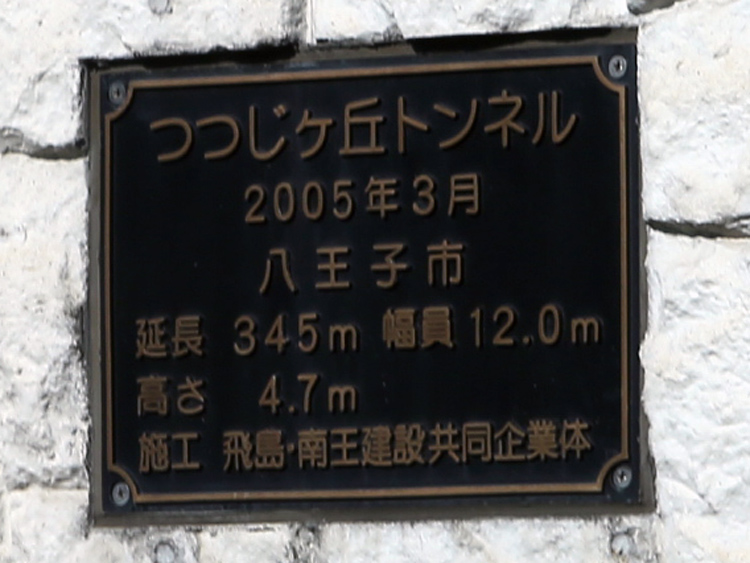 つつじヶ丘トンネル
2005年3月
八王子市
延長 345m 幅員 12.0m
高さ 4.7m
施工 飛島・南王建設共同企業体